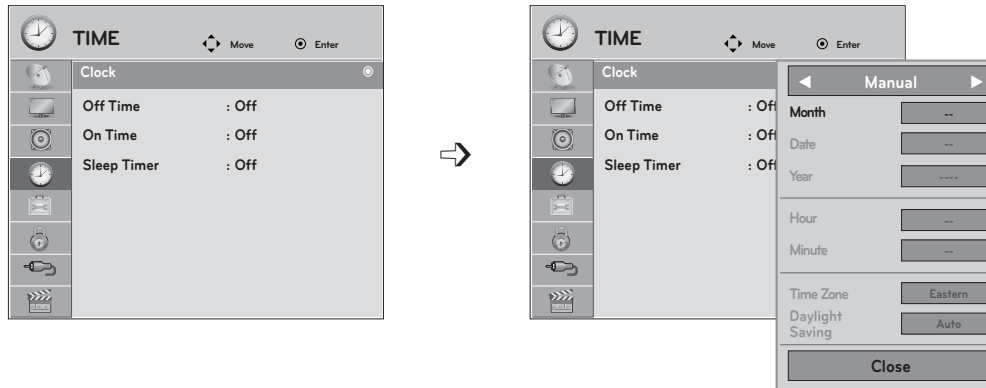 TIME Move Enter
Clock
Off Time : Off
On Time : Off
Sleep Timer : Off
TIME Move Enter
Clock
Off Time : Off
On Time : Off
Sleep Timer : Off
Manual
Month --
Date --
Year ----
Hour --
Minute --
Time Zone Eastern
Daylight
Saving Auto
Close